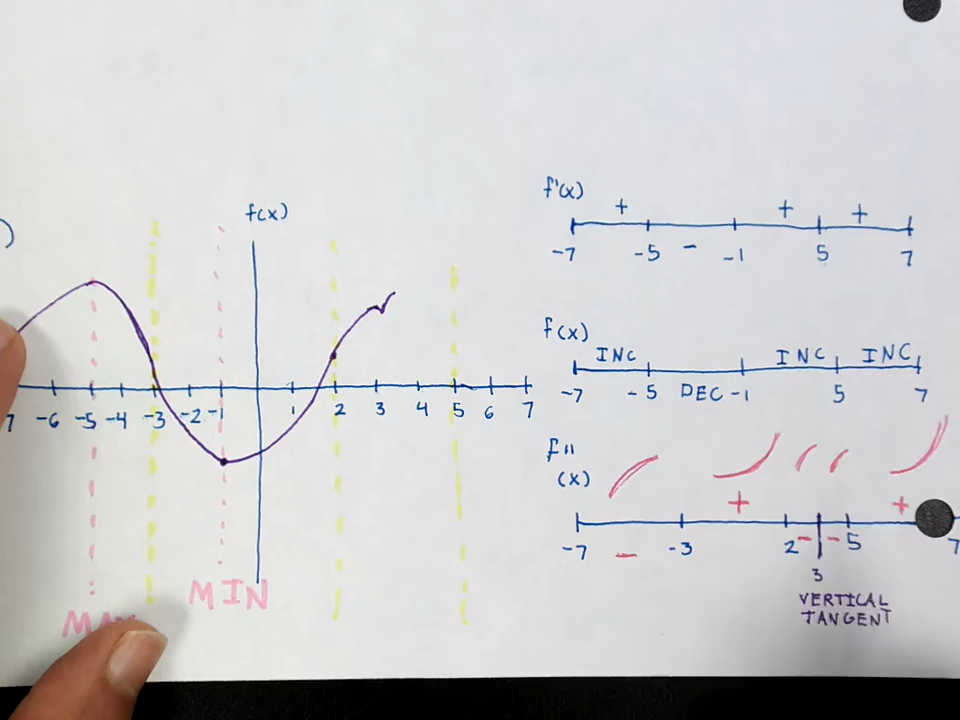 )
f(x)
7 -6 -5 -4 -3 -2 -1 1 2 3 4 5 6 7
MIN
f'(x)
+ + +
-7 -5 - -1 5 7
f(x)
INC INC INC
-7 -5 DEC -1 5 7
f''
(x)
+ +
-7 - -3 2 - - 5 7
3
VERTICAL
TANGENT